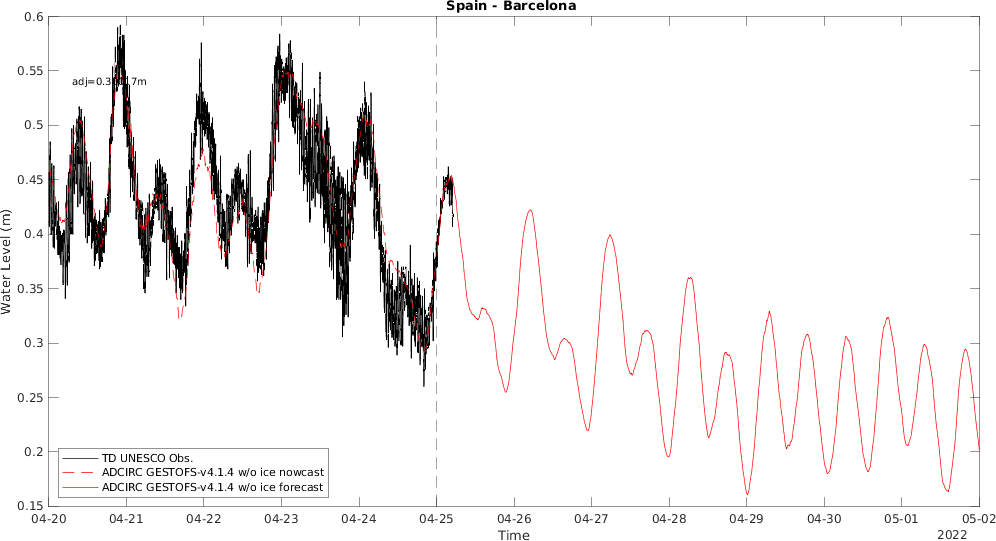 Spain - Barcelona
0.6
0.55
0.5
0.45
0.4
0.35
0.3
0.25
0.2
0.15
Water Level (m)
TD UNESCO Obs.
ADCIRC GESTOFS-v4.1.4 w/o ice nowcast
ADCIRC GESTOFS-v4.1.4 w/o ice forecast
04-20 04-21 04-22 04-23 04-24 04-25 04-26 04-27 04-28 04-29 04-30 05-01 05-02
Time
2022